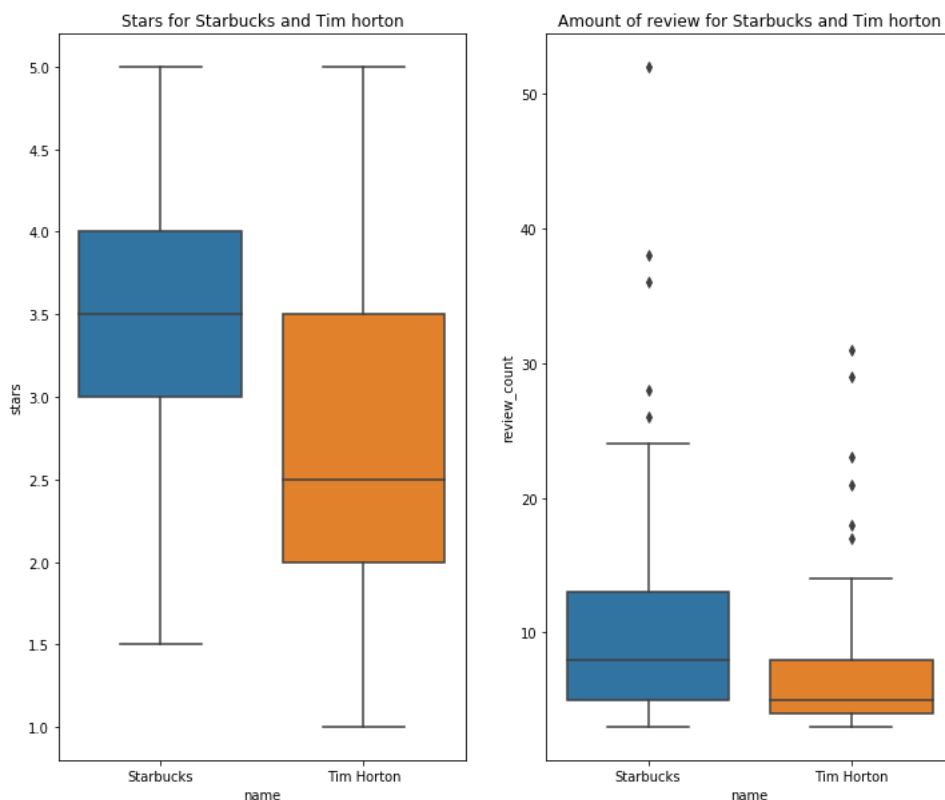 Stars for Starbucks and Tim horton
5.0
4.5
4.0
3.5
3.0
2.5
2.0
1.5
1.0
stars
Starbucks
Tim Horton
name
Amount of review for Starbucks and Tim horton
50
40
30
20
10
review_count
Starbucks
Tim Horton
name